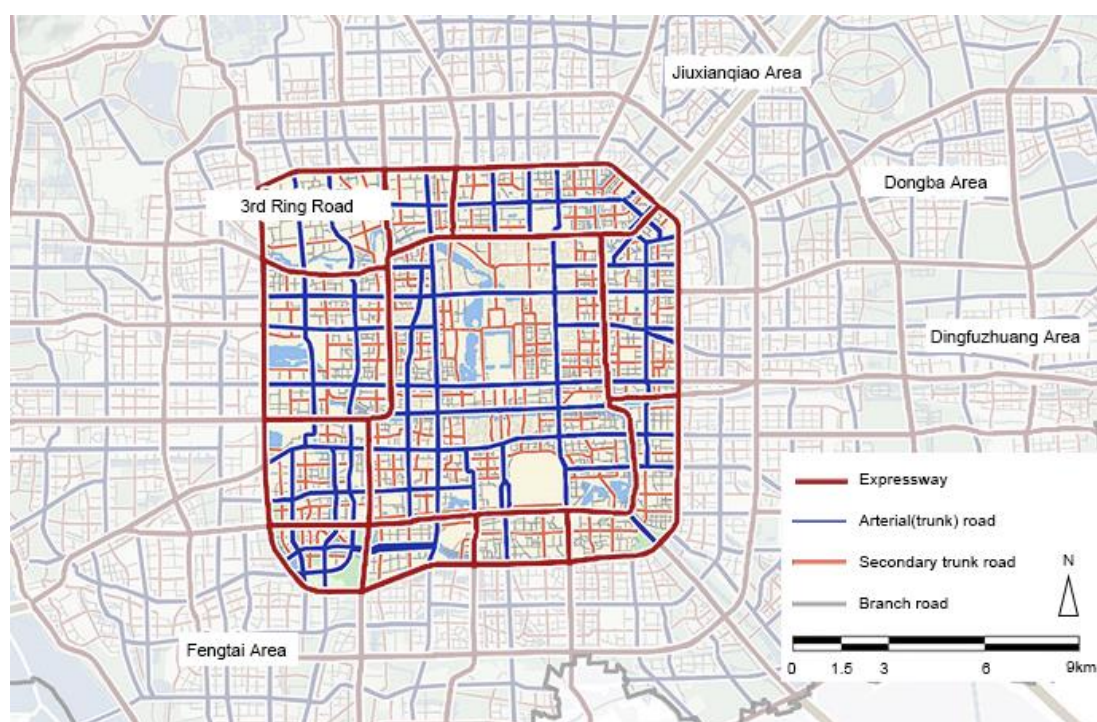 Jiuxianqiao Area
Dongba Area
3rd Ring Road
Dingfuzhuang Area
Expressway
Arterial(trunk) road
Secondary trunk road
N
Branch road
0 1.5 3 6 9km
Fengtai Area